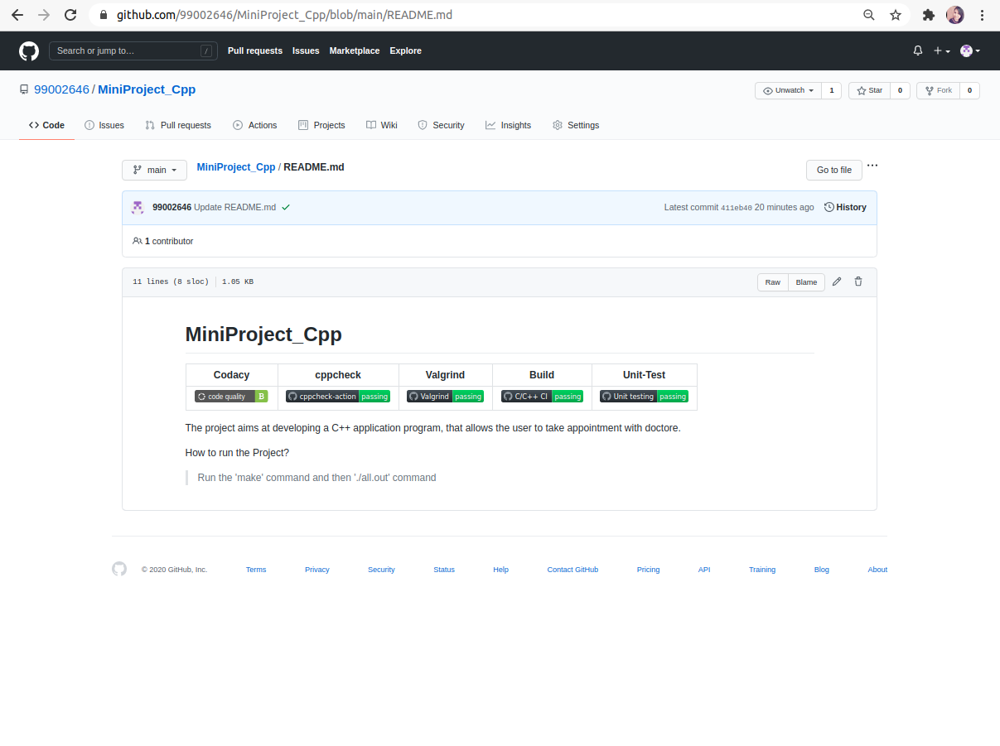 github.com/99002646/MiniProject_Cpp/blob/main/README.md
Search or jump to… / Pull requests Issues Marketplace Explore
99002646 / MiniProject_Cpp Unwatch 1 Star 0 Fork 0
Code Issues Pull requests Actions Projects Wiki Security Insights Settings
main MiniProject_Cpp / README.md Go to file
99002646 Update README.md Latest commit 411eb40 20 minutes ago History
1 contributor
11 lines (8 sloc) 1.05 KB Raw Blame
MiniProject_Cpp
Codacy cppcheck Valgrind Build Unit-Test
code quality B cppcheck-action passing Valgrind passing C/C++ CI passing Unit testing passing
The project aims at developing a C++ application program, that allows the user to take appointment with doctore.
How to run the Project?
Run the 'make' command and then './all.out' command
© 2020 GitHub, Inc. Terms Privacy Security Status Help Contact GitHub Pricing API Training Blog About